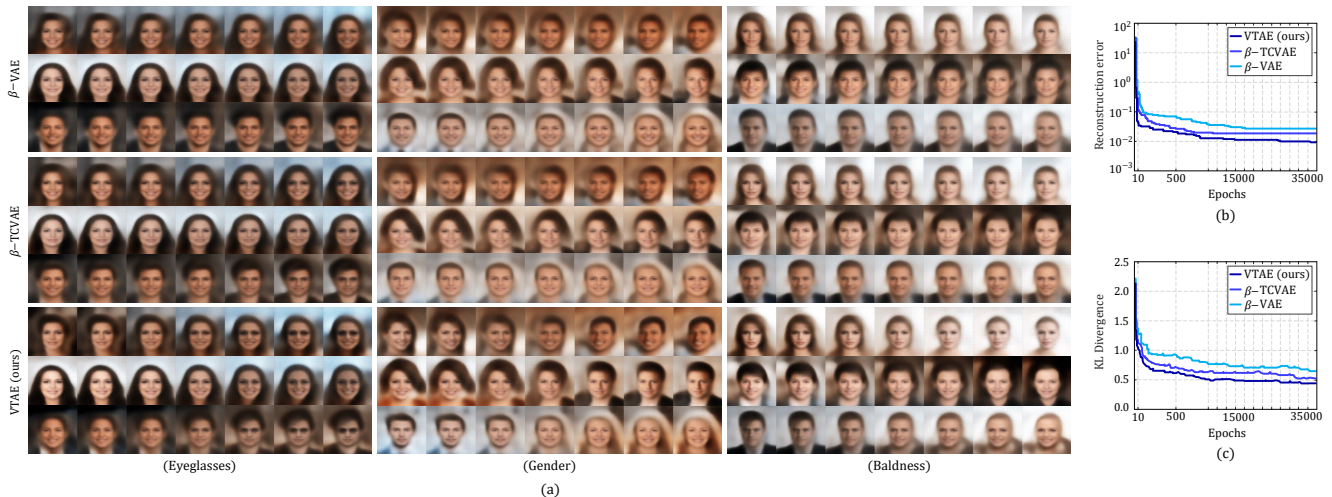 β−VAE
β−TCVAE
VTAE (ours)
(Eyeglasses)
(Gender)
(Baldness)
(a)
Reconstruction error
10²
10¹
10⁰
10⁻¹
10⁻²
10⁻³
VTAE (ours)
β−TCVAE
β−VAE
10 500 15000 35000
Epochs
(b)
KL Divergence
2.5
2.0
1.5
1.0
0.5
0.0
VTAE (ours)
β−TCVAE
β−VAE
10 500 15000 35000
Epochs
(c)